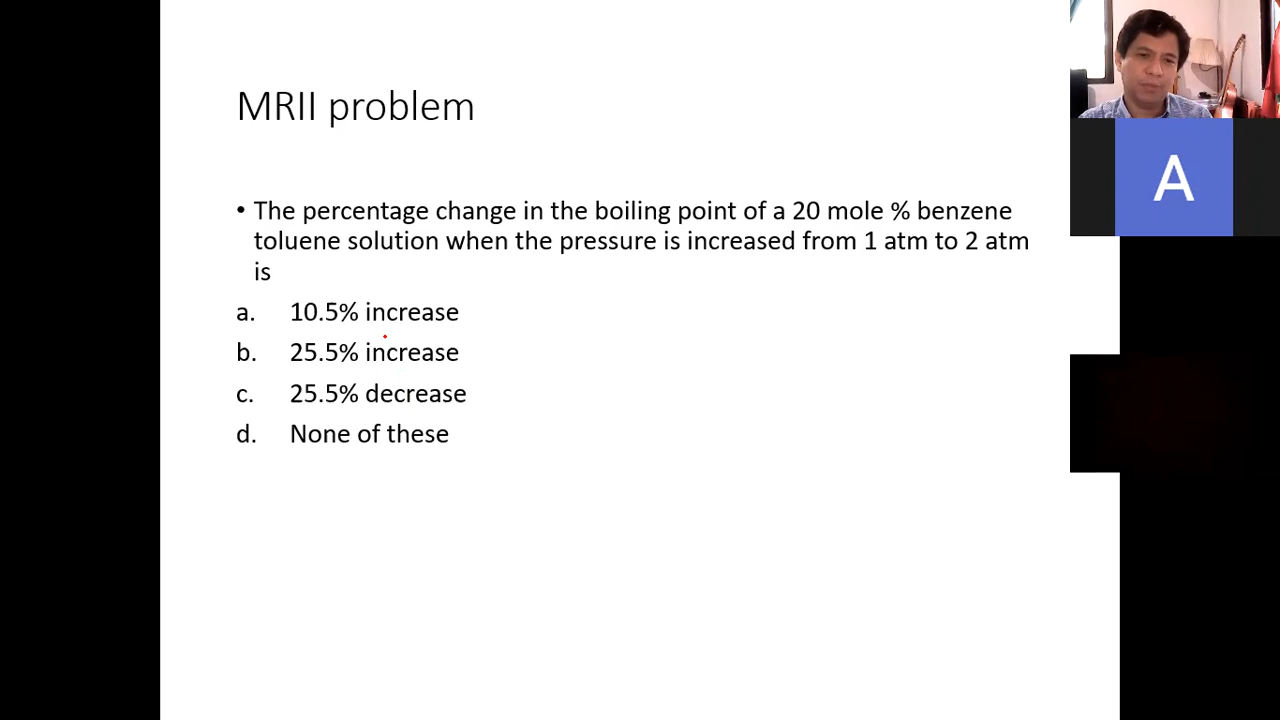 MRII problem
• The percentage change in the boiling point of a 20 mole % benzene
toluene solution when the pressure is increased from 1 atm to 2 atm
is
a. 10.5% increase
b. 25.5% increase
c. 25.5% decrease
d. None of these
A